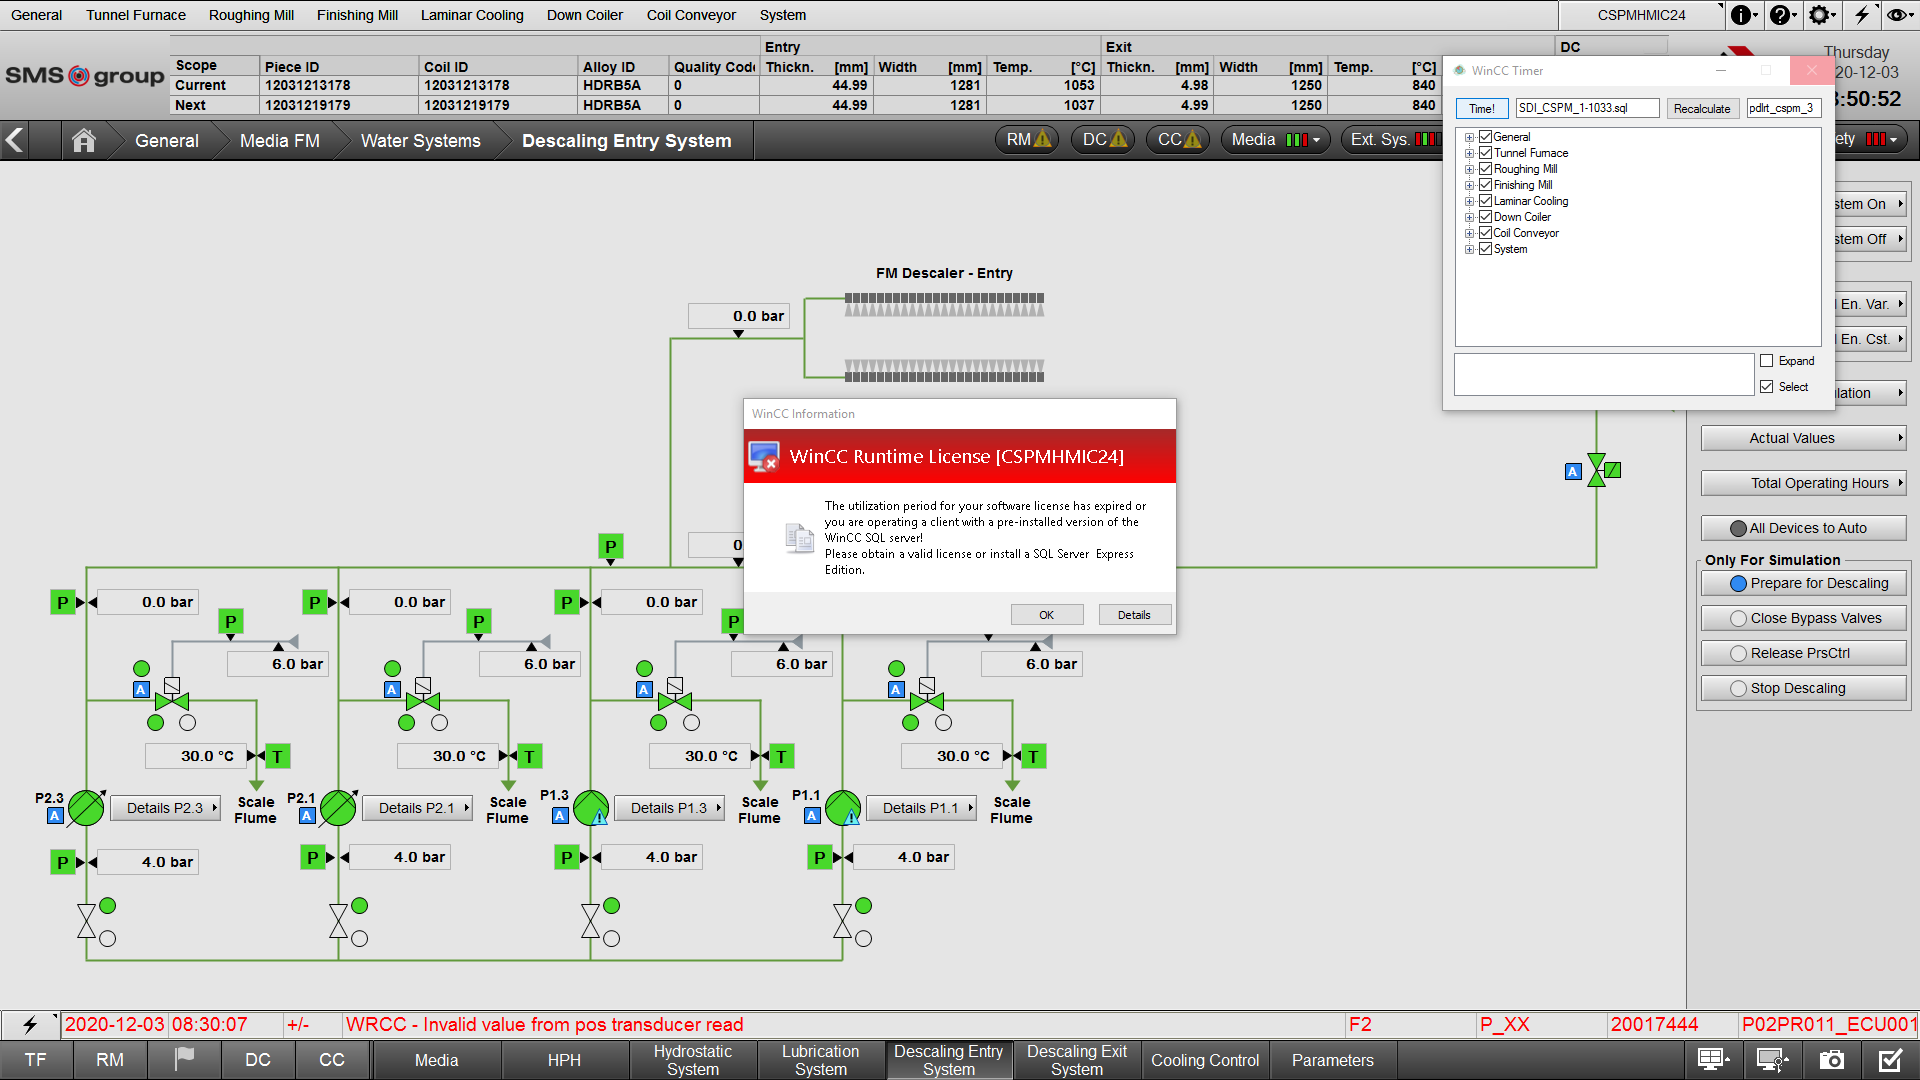 General Tunnel Furnace Roughing Mill Finishing Mill Laminar Cooling Down Coiler Coil Conveyor System CSPMHMIC24
SMS group
Entry Exit DC
Scope Piece ID Coil ID Alloy ID Quality Code Thickn. [mm] Width [mm] Temp. [°C] Thickn. [mm] Width [mm] Temp. [°C]
Current 12031213178 12031213178 HDRB5A 0 44.99 1281 1053 4.98 1250 840
Next 12031219179 12031219179 HDRB5A 0 44.99 1281 1037 4.99 1250 840
Thursday
20-12-03
:50:52
General Media FM Water Systems Descaling Entry System RM DC CC Media Ext. Sys. ety
WinCC Timer
Time! SDI_CSPM_1-1033.sql Recalculate pdlrt_cspm_3
General
Tunnel Furnace
Roughing Mill
Finishing Mill
Laminar Cooling
Down Coiler
Coil Conveyor
System
Expand
Select
stem On
stem Off
l En. Var.
l En. Cst.
lation
Actual Values
Total Operating Hours
All Devices to Auto
Only For Simulation
Prepare for Descaling
Close Bypass Valves
Release PrsCtrl
Stop Descaling
FM Descaler - Entry
0.0 bar
WinCC Information
WinCC Runtime License [CSPMHMIC24]
The utilization period for your software license has expired or
you are operating a client with a pre-installed version of the
WinCC SQL server!
Please obtain a valid license or install a SQL Server Express
Edition.
OK Details
A
P 0
P 0.0 bar P 0.0 bar P 0.0 bar
P P P P
6.0 bar 6.0 bar 6.0 bar 6.0 bar
A A A A
30.0 °C T 30.0 °C T 30.0 °C T 30.0 °C T
P2.3 A Details P2.3 Scale Flume
P2.1 A Details P2.1 Scale Flume
P1.3 A Details P1.3 Scale Flume
P1.1 A Details P1.1 Scale Flume
P 4.0 bar P 4.0 bar P 4.0 bar P 4.0 bar
2020-12-03 08:30:07 +/- WRCC - Invalid value from pos transducer read F2 P_XX 20017444 P02PR011_ECU001
TF RM DC CC Media HPH Hydrostatic System Lubrication System Descaling Entry System Descaling Exit System Cooling Control Parameters